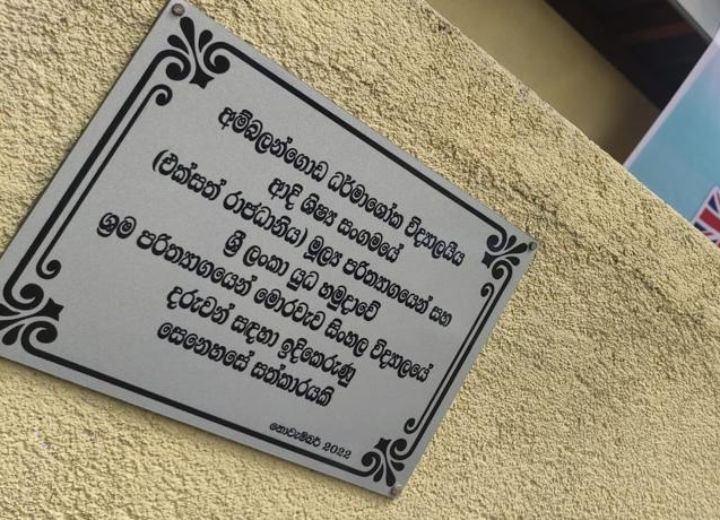 අම්බලන්ගොඩ ධර්මාශෝක විද්‍යාලයීය
ආදි ශිෂ්‍ය සංගමයේ
(එක්සත් රාජධානිය) මූල්‍ය පරිත්‍යාගයෙන් සහ
ශ්‍රී ලංකා යුධ හමුදාවේ
ශ්‍රම පරිත්‍යාගයෙන් මොරවැව සිංහල විද්‍යාලයේ
දරුවන් සඳහා ඉදිකෙරුණු
සෙනෙහසේ සත්කාරයකි
නොවැම්බර් 2022